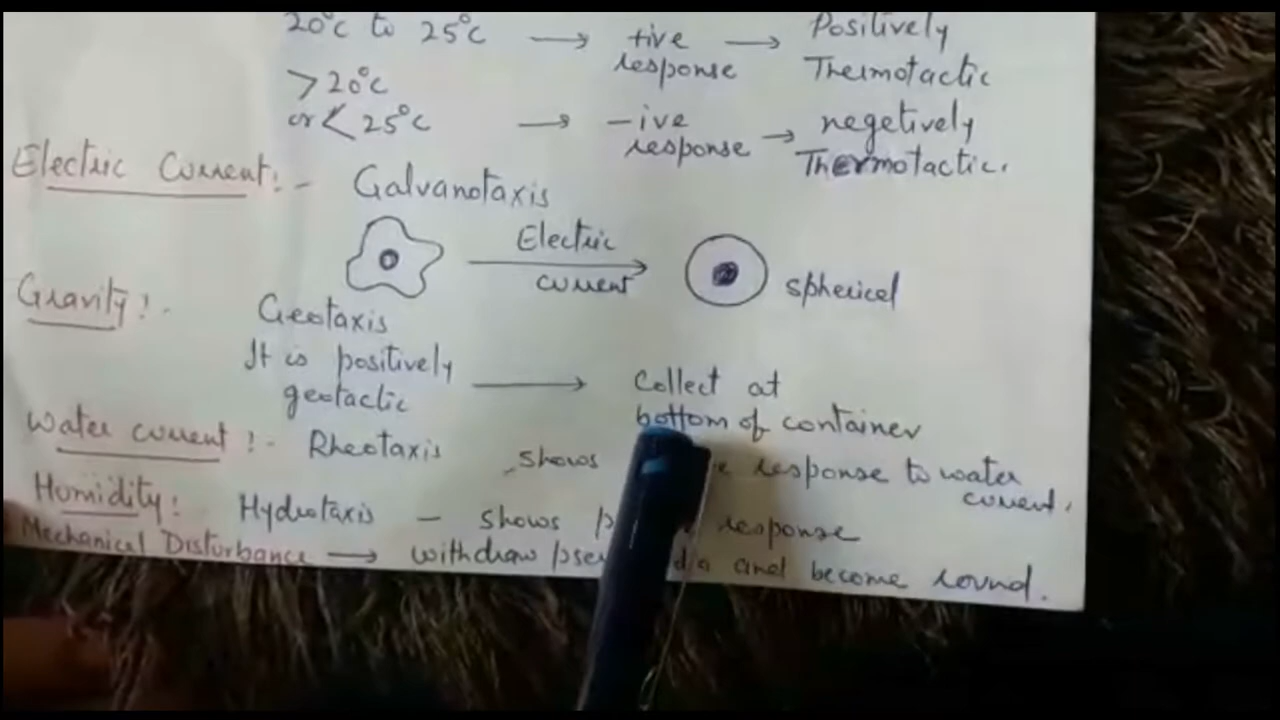 20°C to 25°C → +ive response → Positively Thermotactic
>20°C or <25°C → -ive response → negetively Thermotactic.
Electric Current:- Galvanotaxis
Electric current
spherical
Gravity:- Geotaxis
It is positively geotactic → Collect at bottom of container
Water current:- Rheotaxis shows response to water current.
Humidity: Hydrotaxis - shows response
Mechanical Disturbance → withdraw and become round.